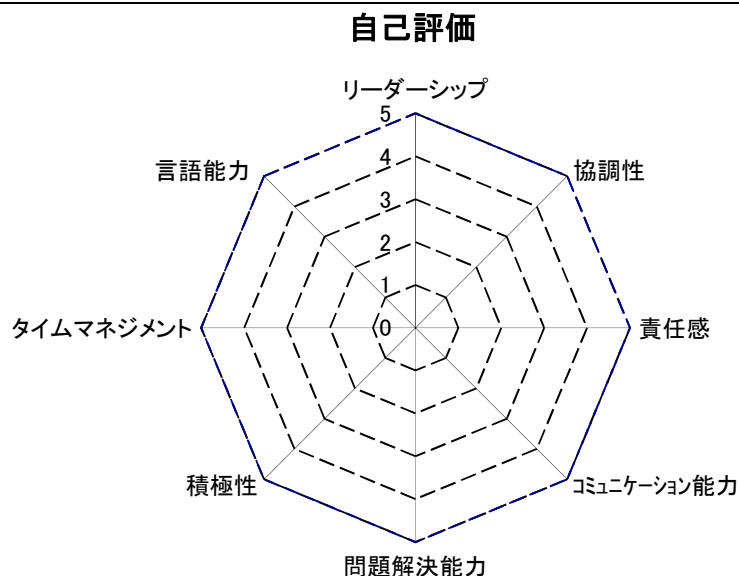 自己評価
リーダーシップ
5
言語能力
協調性
4
3
2
1
タイムマネジメント
0
責任感
積極性
ｺﾐｭﾆｹｰｼｮﾝ能力
問題解決能力